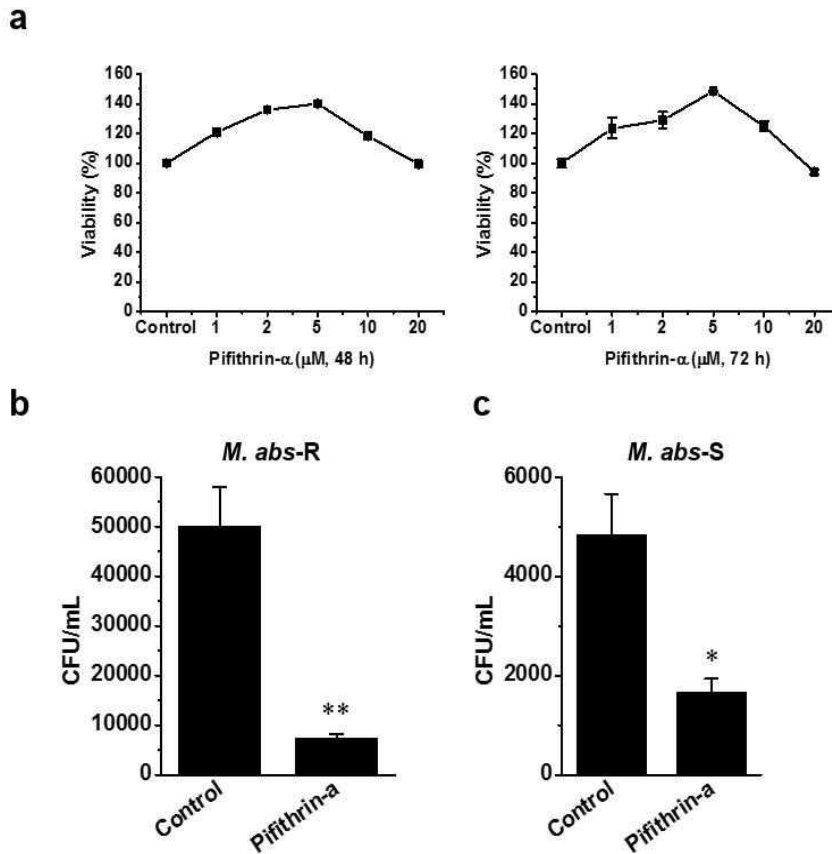 a
160
140
120
100
80
60
40
20
0
Viability (%)
Control 1 2 5 10 20
Pifithrin-α (μM, 48 h)
160
140
120
100
80
60
40
20
0
Viability (%)
Control 1 2 5 10 20
Pifithrin-α (μM, 72 h)
b
M. abs-R
60000
50000
40000
30000
20000
10000
0
CFU/mL
**
Control
Pifithrin-a
c
M. abs-S
6000
4000
2000
0
CFU/mL
*
Control
Pifithrin-a